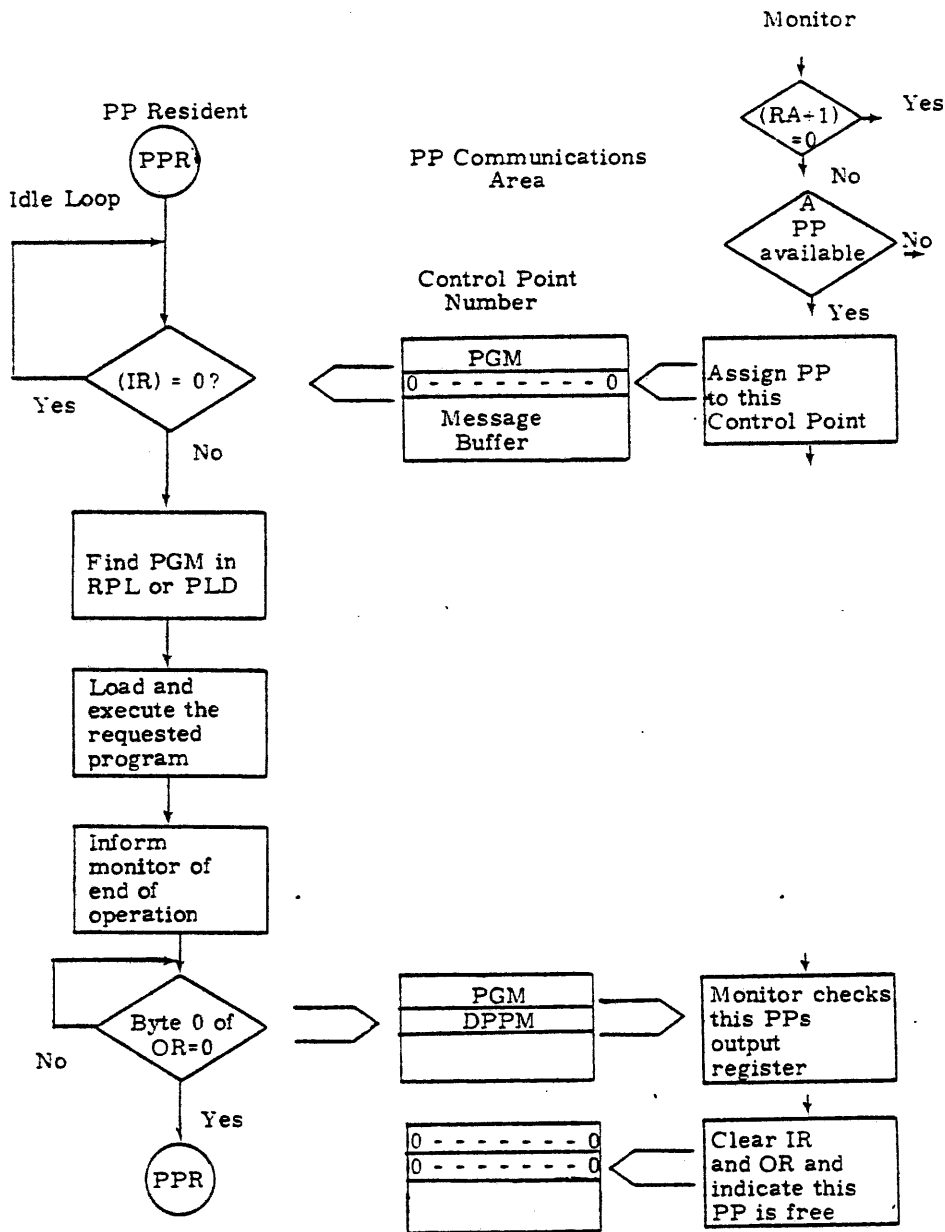 Monitor
(RA+1)
=0
Yes
No
A
PP
available
No
Yes
PP Resident
PPR
Idle Loop
PP Communications
Area
Control Point
Number
(IR) = 0?
Yes
No
PGM
0 - - - - - - - 0
Message
Buffer
Assign PP
to this
Control Point
Find PGM in
RPL or PLD
Load and
execute the
requested
program
Inform
monitor of
end of
operation
Byte 0 of
OR=0
No
Yes
PPR
PGM
DPPM
Monitor checks
this PPs
output
register
0 - - - - - - - 0
0 - - - - - - - 0
Clear IR
and OR and
indicate this
PP is free